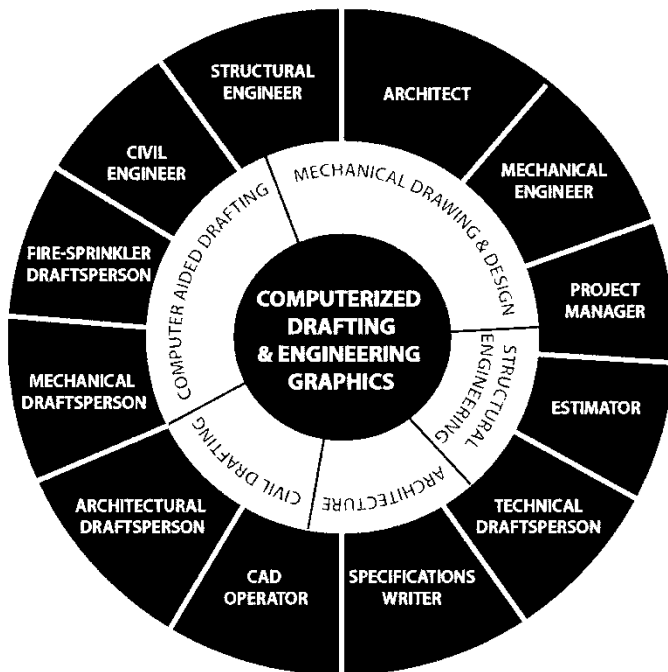 STRUCTURAL
ENGINEER
ARCHITECT
MECHANICAL
ENGINEER
PROJECT
MANAGER
ESTIMATOR
TECHNICAL
DRAFTSPERSON
SPECIFICATIONS
WRITER
CAD
OPERATOR
ARCHITECTURAL
DRAFTSPERSON
MECHANICAL
DRAFTSPERSON
FIRE-SPRINKLER
DRAFTSPERSON
CIVIL
ENGINEER
MECHANICAL DRAWING & DESIGN
STRUCTURAL
ENGINEERING
ARCHITECTURE
CIVIL DRAFTING
COMPUTER AIDED DRAFTING
COMPUTERIZED
DRAFTING
& ENGINEERING
GRAPHICS